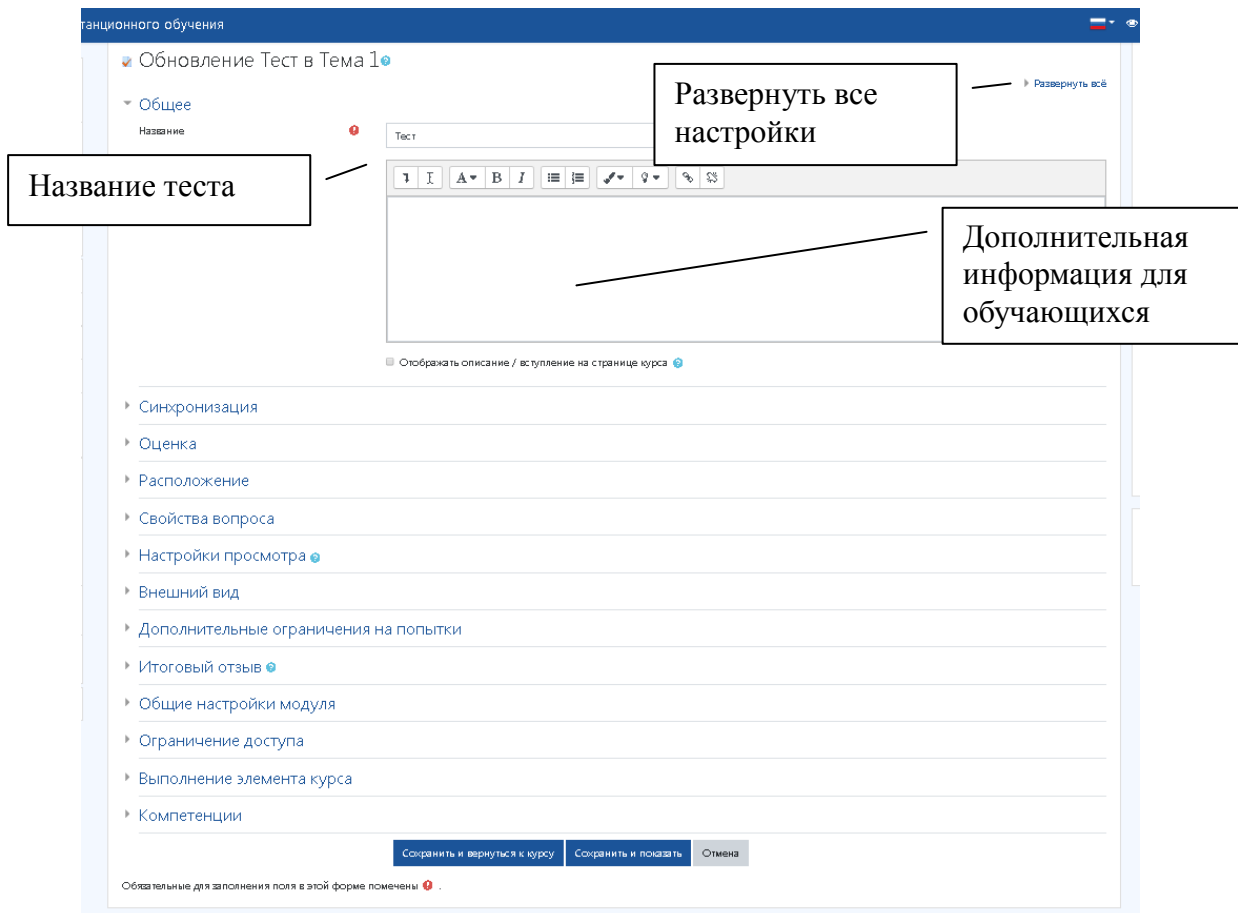 танционного обучения
Обновление Тест в Тема 1
Развернуть всё
Развернуть все
настройки
Общее
Название
Тест
Название теста
Дополнительная
информация для
обучающихся
Отображать описание / вступление на странице курса
Синхронизация
Оценка
Расположение
Свойства вопроса
Настройки просмотра
Внешний вид
Дополнительные ограничения на попытки
Итоговый отзыв
Общие настройки модуля
Ограничение доступа
Выполнение элемента курса
Компетенции
Сохранить и вернуться к курсу Сохранить и показать Отмена
Обязательные для заполнения поля в этой форме помечены .